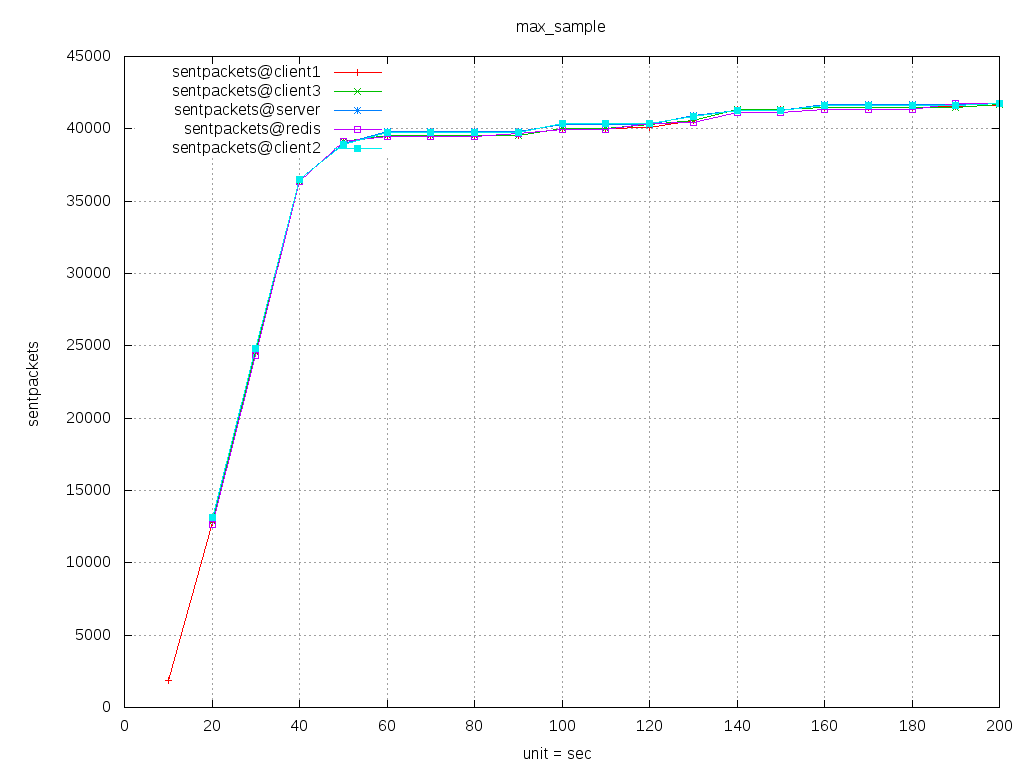 max_sample
45000
40000
35000
30000
25000
20000
15000
10000
5000
0
sentpackets
sentpackets@client1
sentpackets@client3
sentpackets@server
sentpackets@redis
sentpackets@client2
0 20 40 60 80 100 120 140 160 180 200
unit = sec